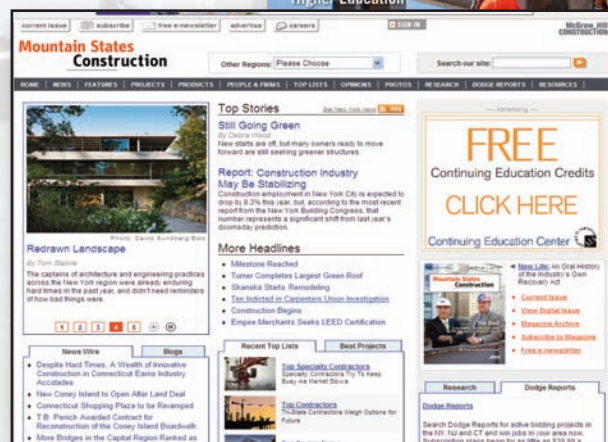 Higher Education
current issue
subscribe
free e-newsletter
advertise
careers
SIGN IN
McGraw_Hill
CONSTRUCTION
Mountain States
Construction
Other Regions: Please Choose
Search our site:
HOME | NEWS | FEATURES | PROJECTS | PRODUCTS | PEOPLE & FIRMS | TOP LISTS | OPINIONS | PHOTOS | RESEARCH | DODGE REPORTS | RESOURCES |
Photo: David Sundberg/Esto
Redrawn Landscape
By Tom Stabile
The captains of architecture and engineering practices
across the New York region were already enduring
hard times in the past year, and didn't need reminders
of how bad things were.
1 2 3 4 5
Top Stories
See New York News RSS
Still Going Green
By Debra Wood
New starts are off, but many owners ready to move
forward are still seeking greener structures.
Report: Construction Industry
May Be Stabilizing
Construction employment in New York City is expected to
drop by 8.3% this year, but, according to the most recent
report from the New York Building Congress, that
number represents a significant shift from last year's
doomsday prediction.
More Headlines
Milestone Reached
Turner Completes Largest Green Roof
Skanska Starts Remodeling
Ten Indicted in Carpenters Union Investigation
Construction Begins
Empire Merchants Seeks LEED Certification
Advertising
FREE
Continuing Education Credits
CLICK HERE
Continuing Education Center
Mountain States
Construction
New Life: An Oral History
of the Industry's Own
Recovery Act
Current Issue
View Digital Issue
Magazine Archive
Subscribe to Magazine
Free e-newsletter
News Wire
Blogs
Despite Hard Times, A Wealth of Innovative
Construction in Connecticut Earns Industry
Accolades
New Coney Island to Open After Land Deal
Connecticut Shopping Plaza to be Revamped
T.B. Penick Awarded Contract for
Reconstruction of the Coney Island Boardwalk
More Bridges in the Capital Region Ranked as
Recent Top Lists
Best Projects
Top Specialty Contractors
Specialty Contractors Try To Keep
Busy As Market Slows
Top Contractors
Tri-State Contractors Weigh Options for
Future
Research
Dodge Reports
Dodge Reports
Search Dodge Reports for active bidding projects in
the NY, NJ and CT and win jobs in your area now.